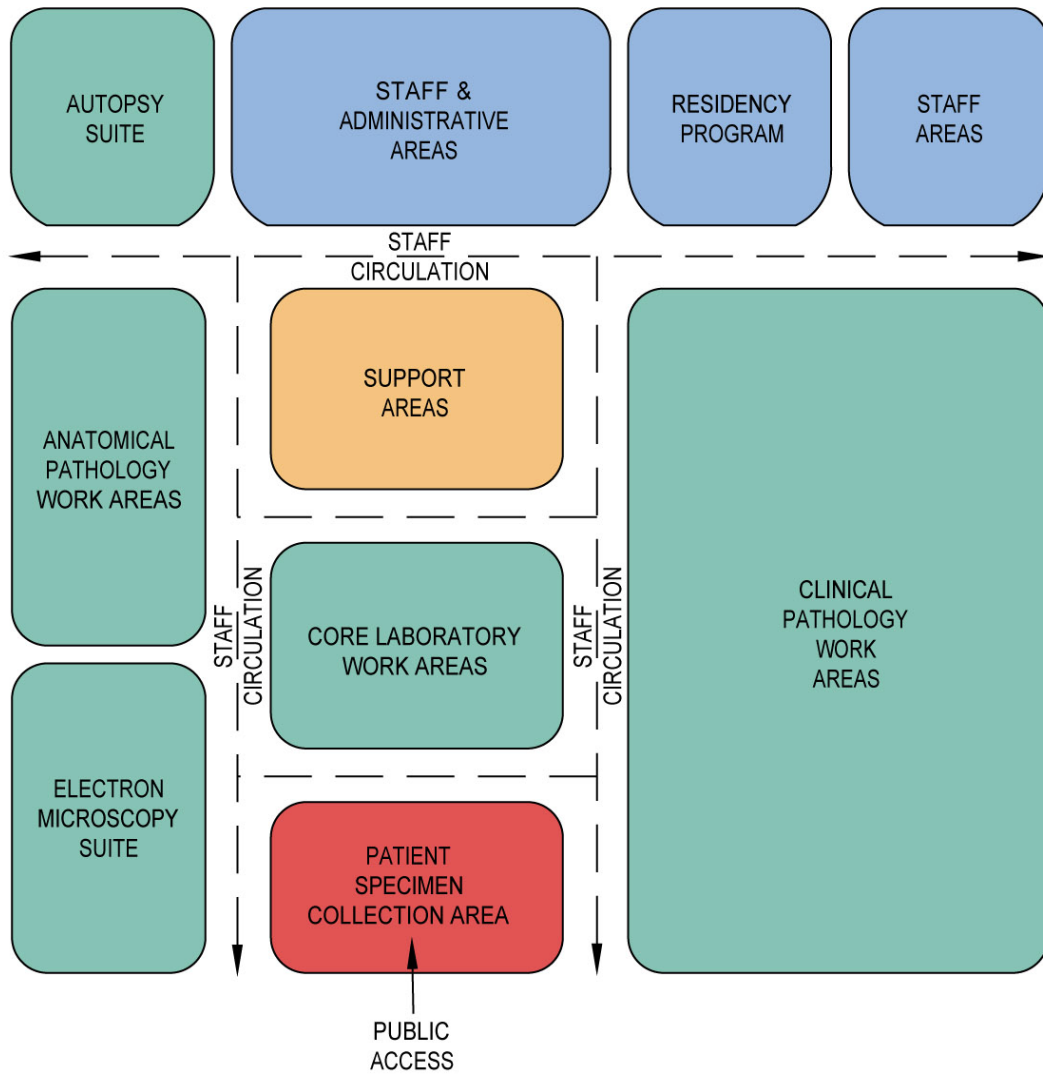 AUTOPSY
SUITE
STAFF &
ADMINISTRATIVE
AREAS
RESIDENCY
PROGRAM
STAFF
AREAS
STAFF
CIRCULATION
SUPPORT
AREAS
ANATOMICAL
PATHOLOGY
WORK AREAS
STAFF
CIRCULATION
CORE LABORATORY
WORK AREAS
STAFF
CIRCULATION
CLINICAL
PATHOLOGY
WORK
AREAS
ELECTRON
MICROSCOPY
SUITE
PATIENT
SPECIMEN
COLLECTION AREA
PUBLIC
ACCESS